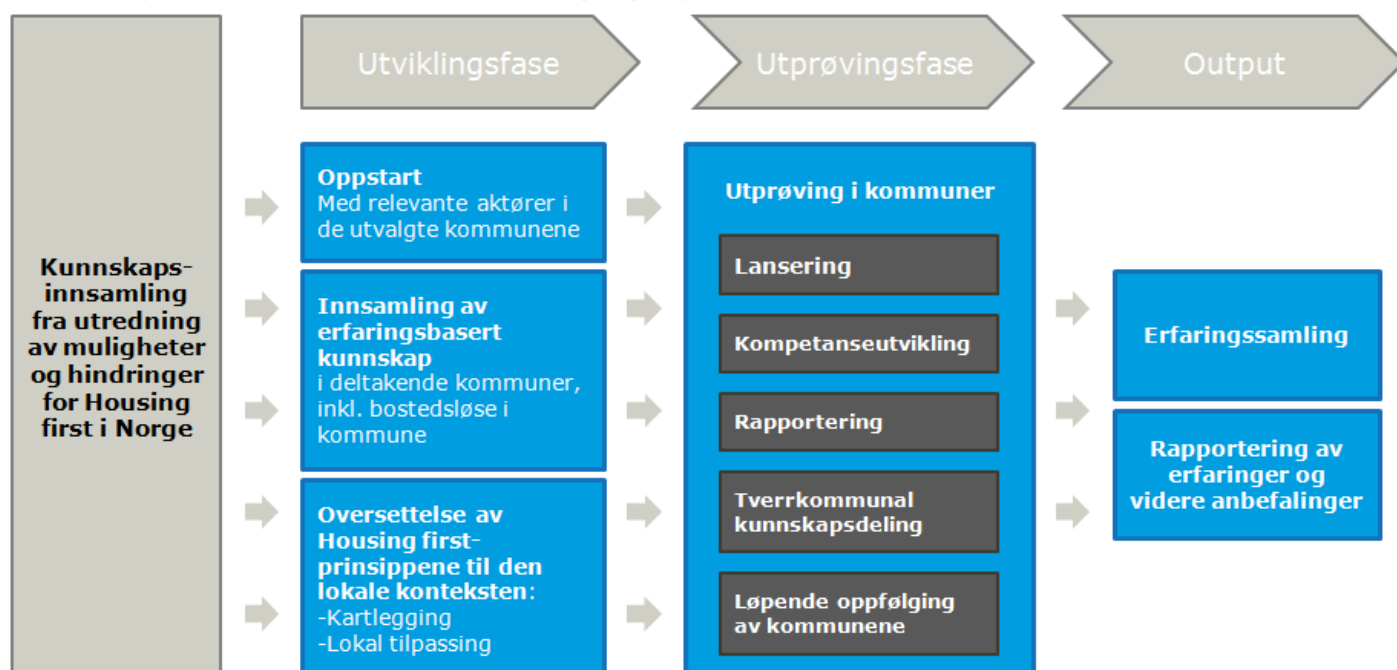 Utviklingsfase
Utprøvingsfase
Output
Kunnskaps-
innsamling
fra utredning
av muligheter
og hindringer
for Housing
first i Norge
Oppstart
Med relevante aktører i
de utvalgte kommunene
Innsamling av
erfaringsbasert
kunnskap
i deltakende kommuner,
inkl. bostedsløse i
kommune
Oversettelse av
Housing first-
prinsippene til den
lokale konteksten:
-Kartlegging
-Lokal tilpassing
Utprøving i kommuner
Lansering
Kompetanseutvikling
Rapportering
Tverrkommunal
kunnskapsdeling
Løpende oppfølging
av kommunene
Erfaringssamling
Rapportering av
erfaringer og
videre anbefalinger